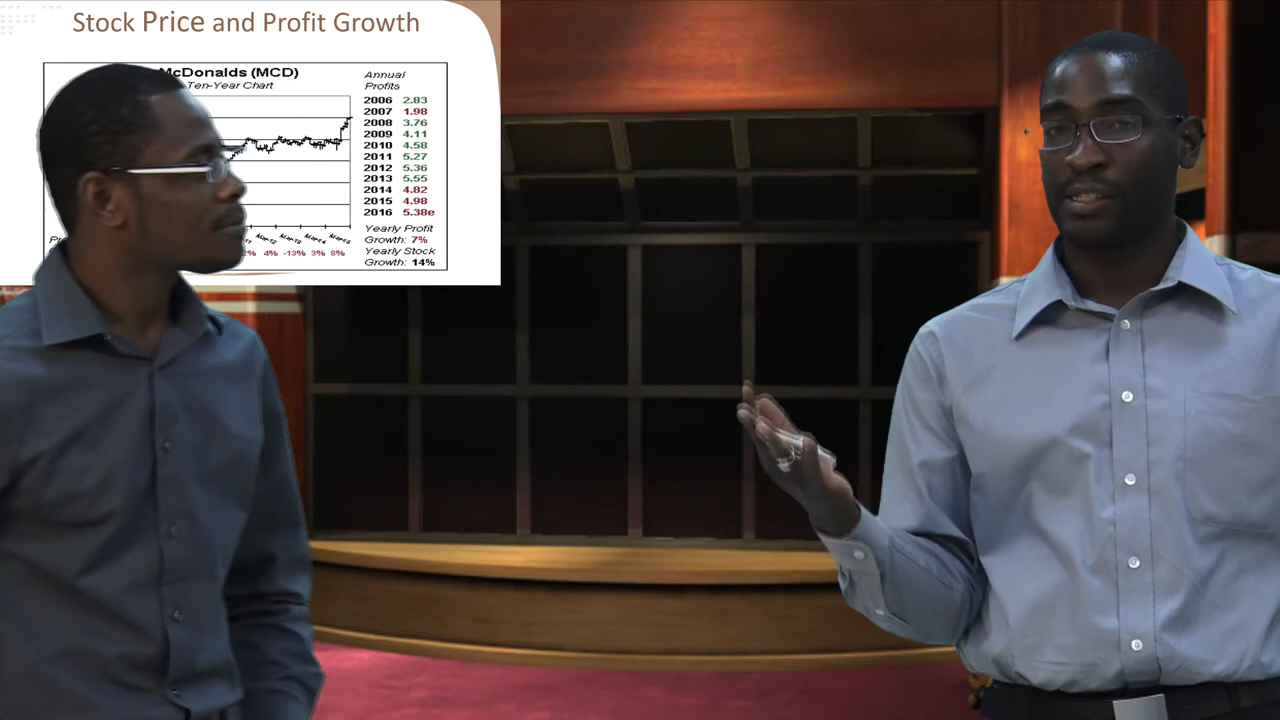 Stock Price and Profit Growth
McDonalds (MCD)
Ten-Year Chart
Annual
Profits
2006 2.83
2007 1.98
2008 3.76
2009 4.11
2010 4.58
2011 5.27
2012 5.36
2013 5.55
2014 4.82
2015 4.98
2016 5.38e
Yearly Profit
Growth: 7%
Yearly Stock
Growth: 14%
4% -13% 3% 8%